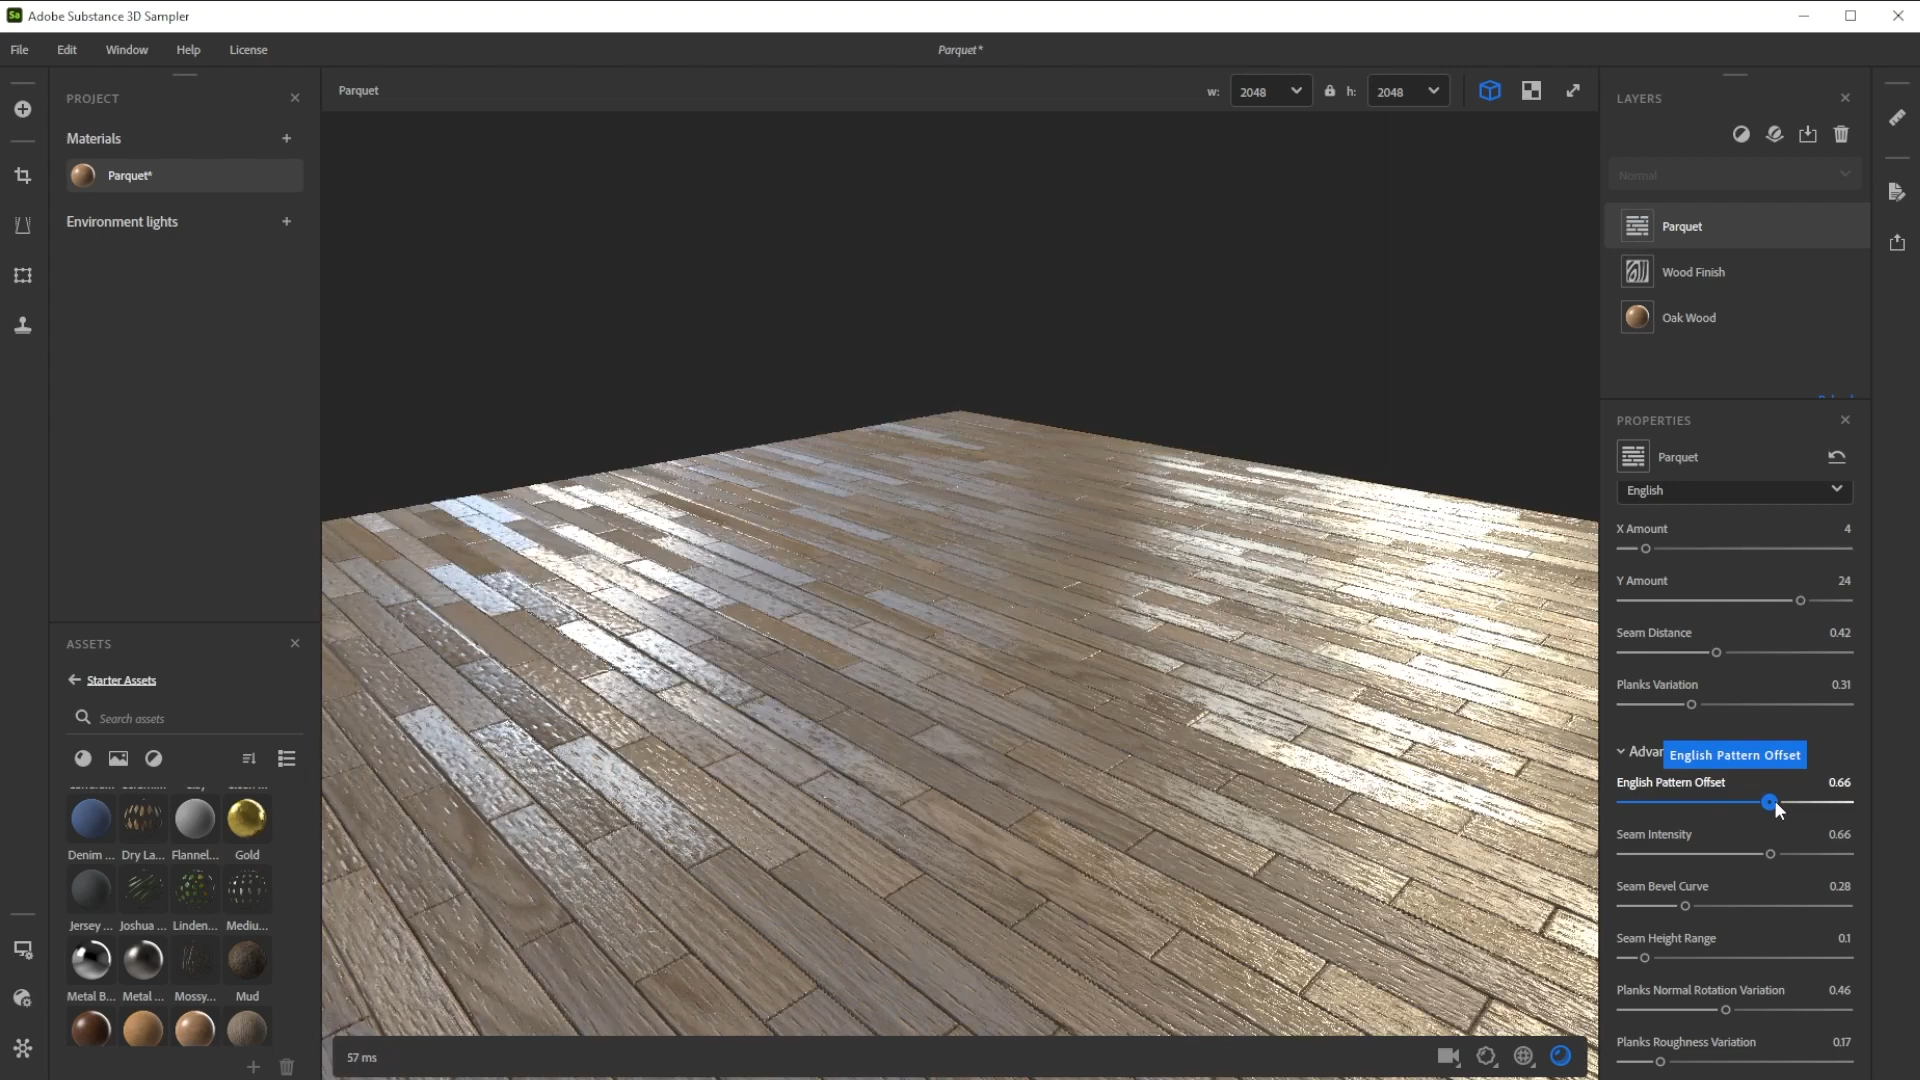 Adobe Substance 3D Sampler
File Edit Window Help License
Parquet*
PROJECT
Materials
Parquet*
Environment lights
ASSETS
Starter Assets
Search assets
Denim ... Dry La... Flannel... Gold
Jersey ... Joshua ... Linden... Mediu...
Metal B... Metal ... Mossy... Mud
Parquet
w: 2048 h: 2048
57 ms
LAYERS
Normal
Parquet
Wood Finish
Oak Wood
PROPERTIES
Parquet
English
X Amount 4
Y Amount 24
Seam Distance 0.42
Planks Variation 0.31
Advan
English Pattern Offset
English Pattern Offset 0.66
Seam Intensity 0.66
Seam Bevel Curve 0.28
Seam Height Range 0.1
Planks Normal Rotation Variation 0.46
Planks Roughness Variation 0.17